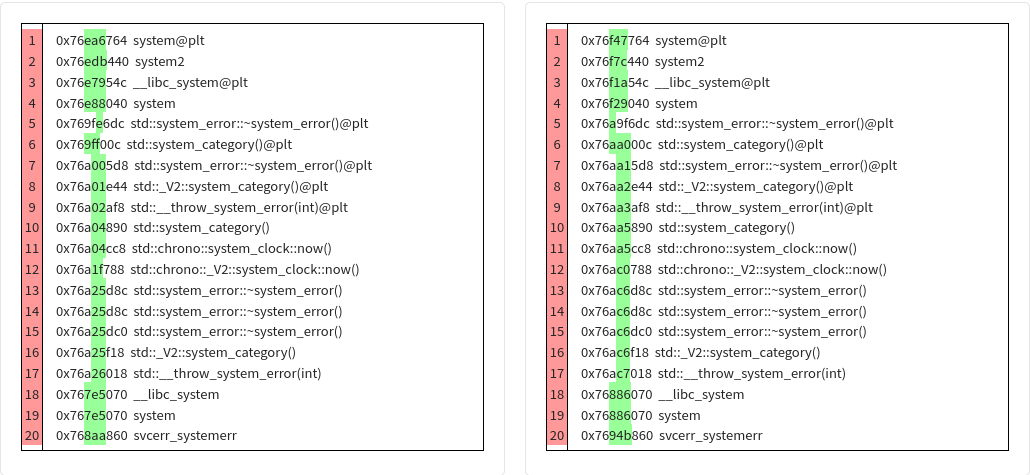 1 0x76ea6764 system@plt
2 0x76edb440 system2
3 0x76e7954c __libc_system@plt
4 0x76e88040 system
5 0x769fe6dc std::system_error::~system_error()@plt
6 0x769ff00c std::system_category()@plt
7 0x76a005d8 std::system_error::~system_error()@plt
8 0x76a01e44 std::_V2::system_category()@plt
9 0x76a02af8 std::__throw_system_error(int)@plt
10 0x76a04890 std::system_category()
11 0x76a04cc8 std::chrono::system_clock::now()
12 0x76a1f788 std::chrono::_V2::system_clock::now()
13 0x76a25d8c std::system_error::~system_error()
14 0x76a25d8c std::system_error::~system_error()
15 0x76a25dc0 std::system_error::~system_error()
16 0x76a25f18 std::_V2::system_category()
17 0x76a26018 std::__throw_system_error(int)
18 0x767e5070 __libc_system
19 0x767e5070 system
20 0x768aa860 svcerr_systemerr
1 0x76f47764 system@plt
2 0x76f7c440 system2
3 0x76f1a54c __libc_system@plt
4 0x76f29040 system
5 0x76a9f6dc std::system_error::~system_error()@plt
6 0x76aa000c std::system_category()@plt
7 0x76aa15d8 std::system_error::~system_error()@plt
8 0x76aa2e44 std::_V2::system_category()@plt
9 0x76aa3af8 std::__throw_system_error(int)@plt
10 0x76aa5890 std::system_category()
11 0x76aa5cc8 std::chrono::system_clock::now()
12 0x76ac0788 std::chrono::_V2::system_clock::now()
13 0x76ac6d8c std::system_error::~system_error()
14 0x76ac6d8c std::system_error::~system_error()
15 0x76ac6dc0 std::system_error::~system_error()
16 0x76ac6f18 std::_V2::system_category()
17 0x76ac7018 std::__throw_system_error(int)
18 0x76886070 __libc_system
19 0x76886070 system
20 0x7694b860 svcerr_systemerr